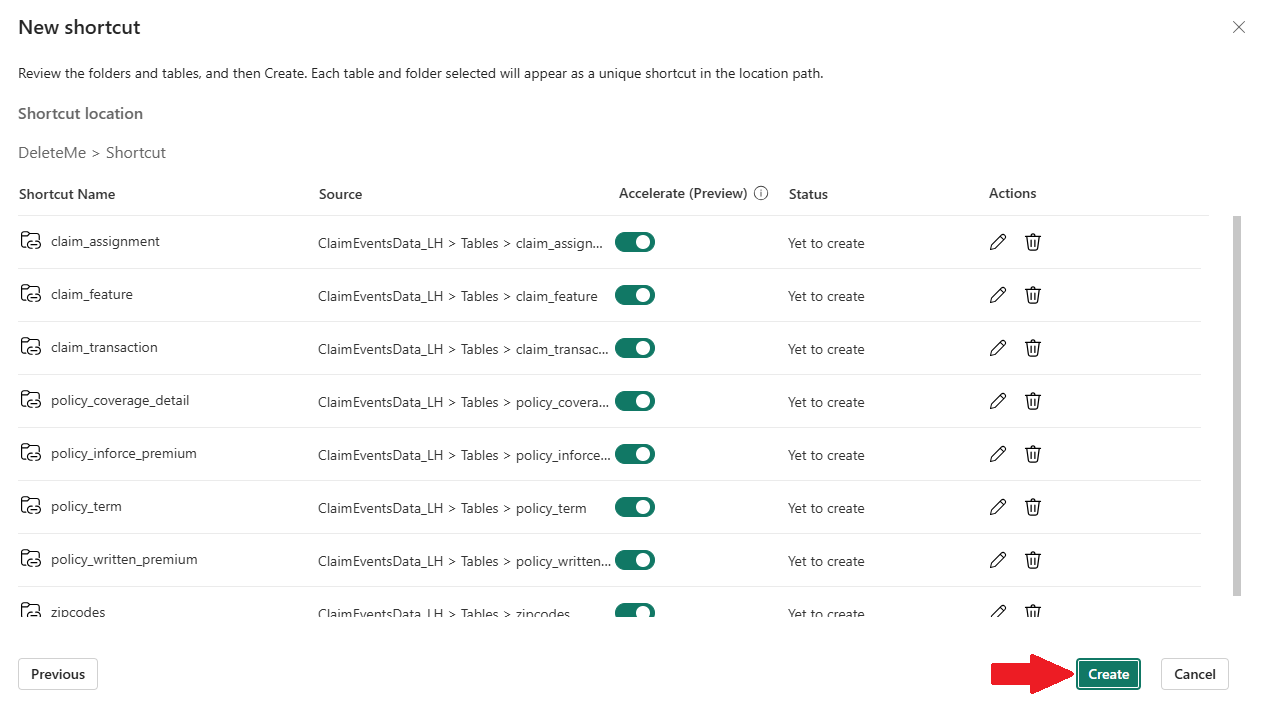 New shortcut
Review the folders and tables, and then Create. Each table and folder selected will appear as a unique shortcut in the location path.
Shortcut location
DeleteMe > Shortcut
Shortcut Name Source Accelerate (Preview) Status Actions
claim_assignment ClaimEventsData_LH > Tables > claim_assign... Yet to create
claim_feature ClaimEventsData_LH > Tables > claim_feature Yet to create
claim_transaction ClaimEventsData_LH > Tables > claim_transac... Yet to create
policy_coverage_detail ClaimEventsData_LH > Tables > policy_covera... Yet to create
policy_inforce_premium ClaimEventsData_LH > Tables > policy_inforce... Yet to create
policy_term ClaimEventsData_LH > Tables > policy_term Yet to create
policy_written_premium ClaimEventsData_LH > Tables > policy_written... Yet to create
zipcodes ClaimEventsData_LH > Tables > zipcodes Yet to create
Previous Create Cancel